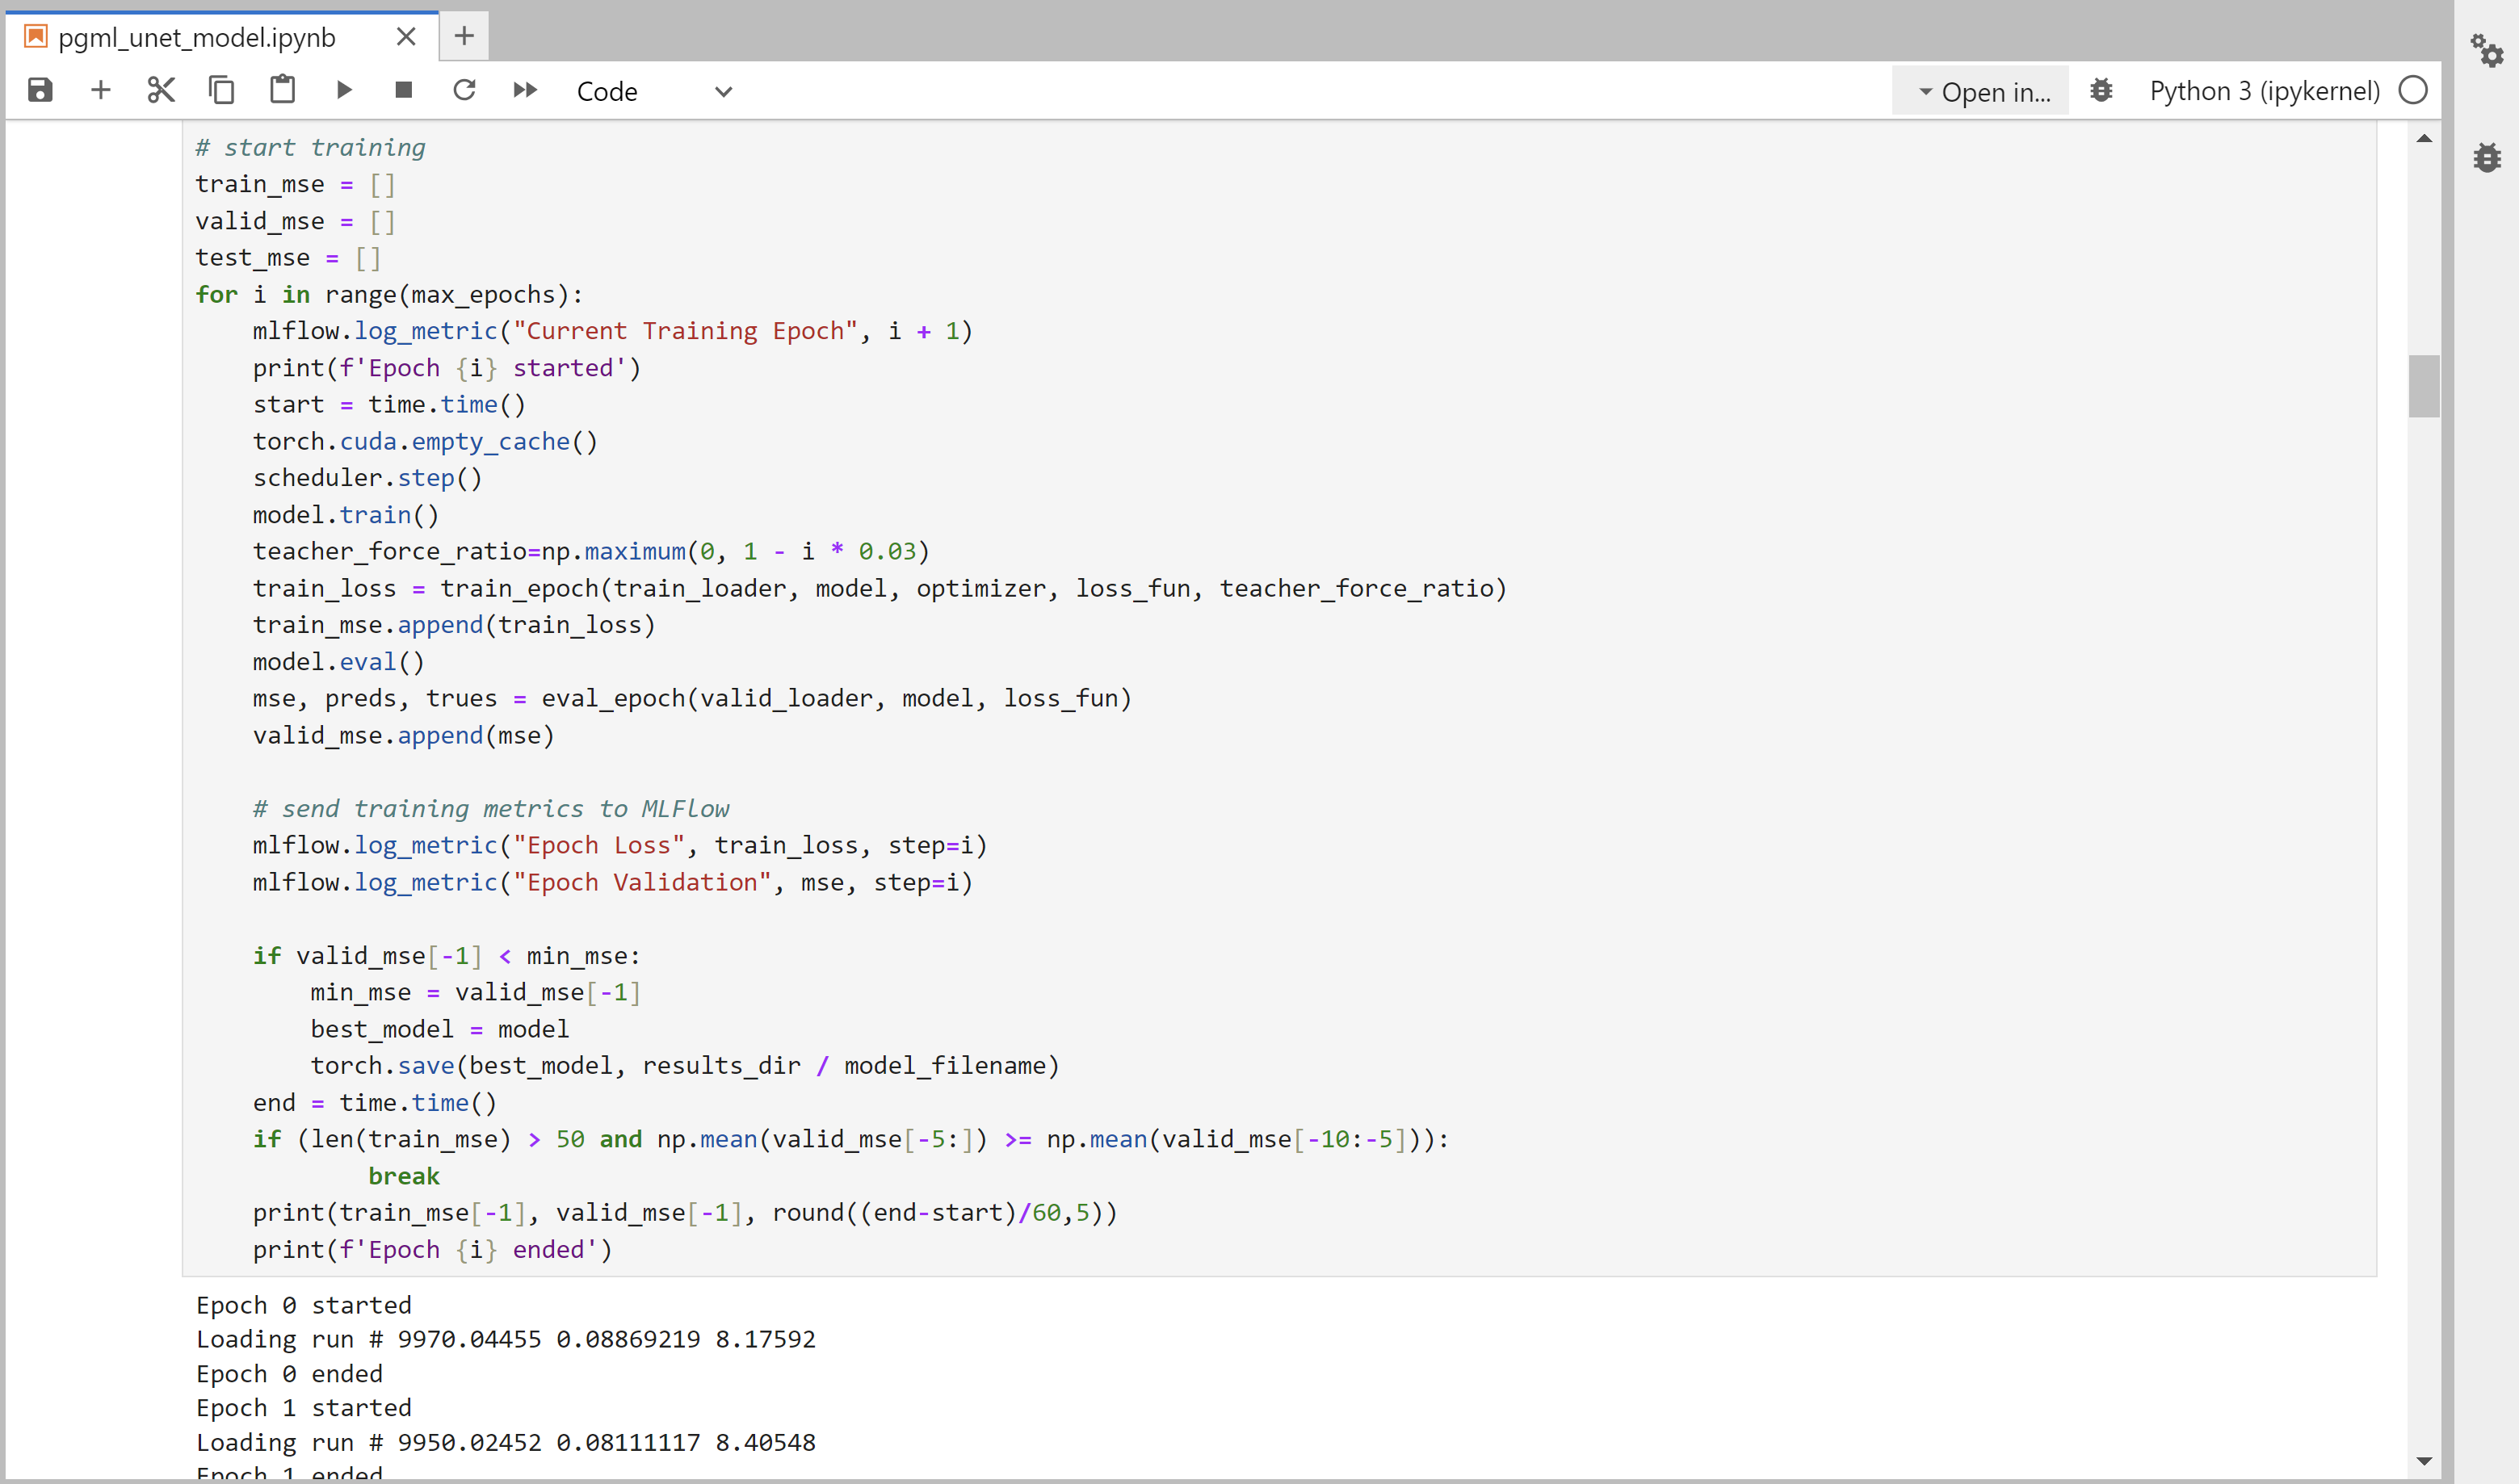 pgml_unet_model.ipynb
Code
Open in...
Python 3 (ipykernel)
# start training
train_mse = []
valid_mse = []
test_mse = []
for i in range(max_epochs):
    mlflow.log_metric("Current Training Epoch", i + 1)
    print(f'Epoch {i} started')
    start = time.time()
    torch.cuda.empty_cache()
    scheduler.step()
    model.train()
    teacher_force_ratio=np.maximum(0, 1 - i * 0.03)
    train_loss = train_epoch(train_loader, model, optimizer, loss_fun, teacher_force_ratio)
    train_mse.append(train_loss)
    model.eval()
    mse, preds, trues = eval_epoch(valid_loader, model, loss_fun)
    valid_mse.append(mse)
    # send training metrics to MLFlow
    mlflow.log_metric("Epoch Loss", train_loss, step=i)
    mlflow.log_metric("Epoch Validation", mse, step=i)
    if valid_mse[-1] < min_mse:
        min_mse = valid_mse[-1]
        best_model = model
        torch.save(best_model, results_dir / model_filename)
    end = time.time()
    if (len(train_mse) > 50 and np.mean(valid_mse[-5:]) >= np.mean(valid_mse[-10:-5])):
            break
    print(train_mse[-1], valid_mse[-1], round((end-start)/60,5))
    print(f'Epoch {i} ended')
Epoch 0 started
Loading run # 9970.04455 0.08869219 8.17592
Epoch 0 ended
Epoch 1 started
Loading run # 9950.02452 0.08111117 8.40548
Epoch 1 ended